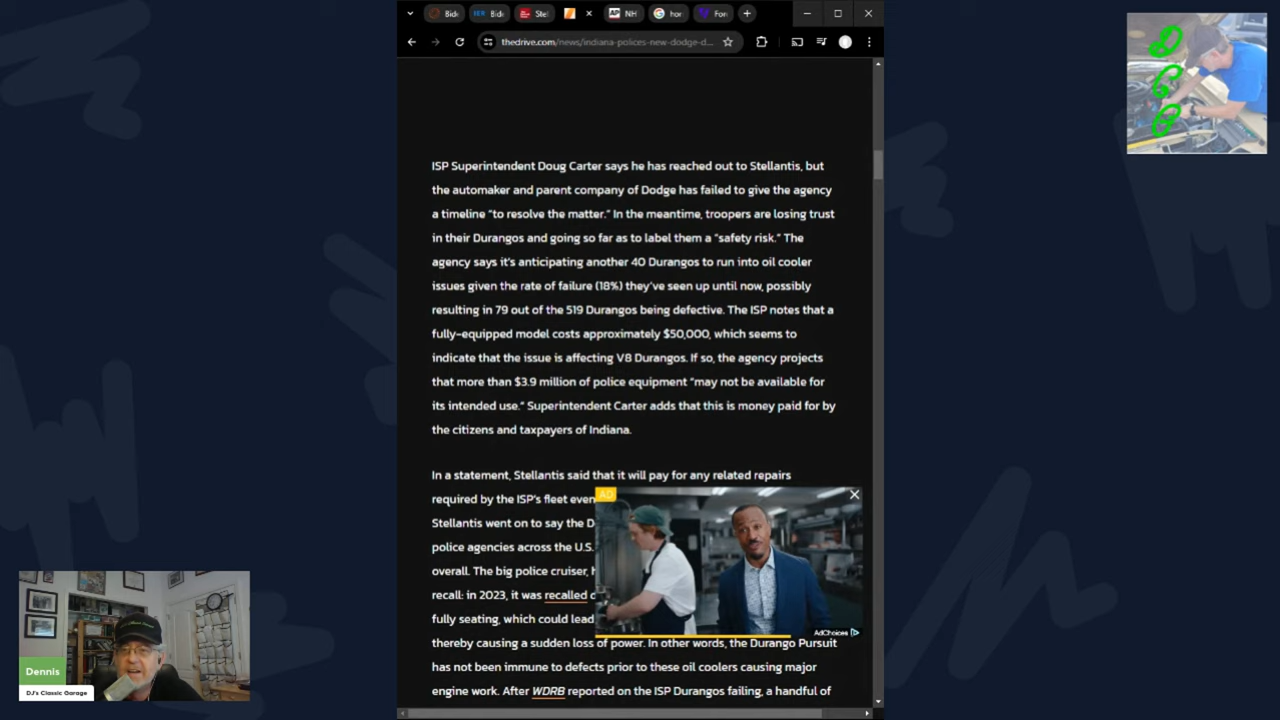 Bide
Bide
Stel
NH
hor
For
thedrive.com/news/indiana-polices-new-dodge-d...
ISP Superintendent Doug Carter says he has reached out to Stellantis, but
the automaker and parent company of Dodge has failed to give the agency
a timeline “to resolve the matter.” In the meantime, troopers are losing trust
in their Durangos and going so far as to label them a “safety risk.” The
agency says it’s anticipating another 40 Durangos to run into oil cooler
issues given the rate of failure (18%) they’ve seen up until now, possibly
resulting in 79 out of the 519 Durangos being defective. The ISP notes that a
fully-equipped model costs approximately $50,000, which seems to
indicate that the issue is affecting V8 Durangos. If so, the agency projects
that more than $3.9 million of police equipment “may not be available for
its intended use.” Superintendent Carter adds that this is money paid for by
the citizens and taxpayers of Indiana.
In a statement, Stellantis said that it will pay for any related repairs
required by the ISP’s fleet even
Stellantis went on to say the D
police agencies across the U.S.
overall. The big police cruiser, h
recall: in 2023, it was recalled
fully seating, which could lead
thereby causing a sudden loss of power. In other words, the Durango Pursuit
has not been immune to defects prior to these oil coolers causing major
engine work. After WDRB reported on the ISP Durangos failing, a handful of
AD
AdChoices
Dennis
DJ's Classic Garage
DCG